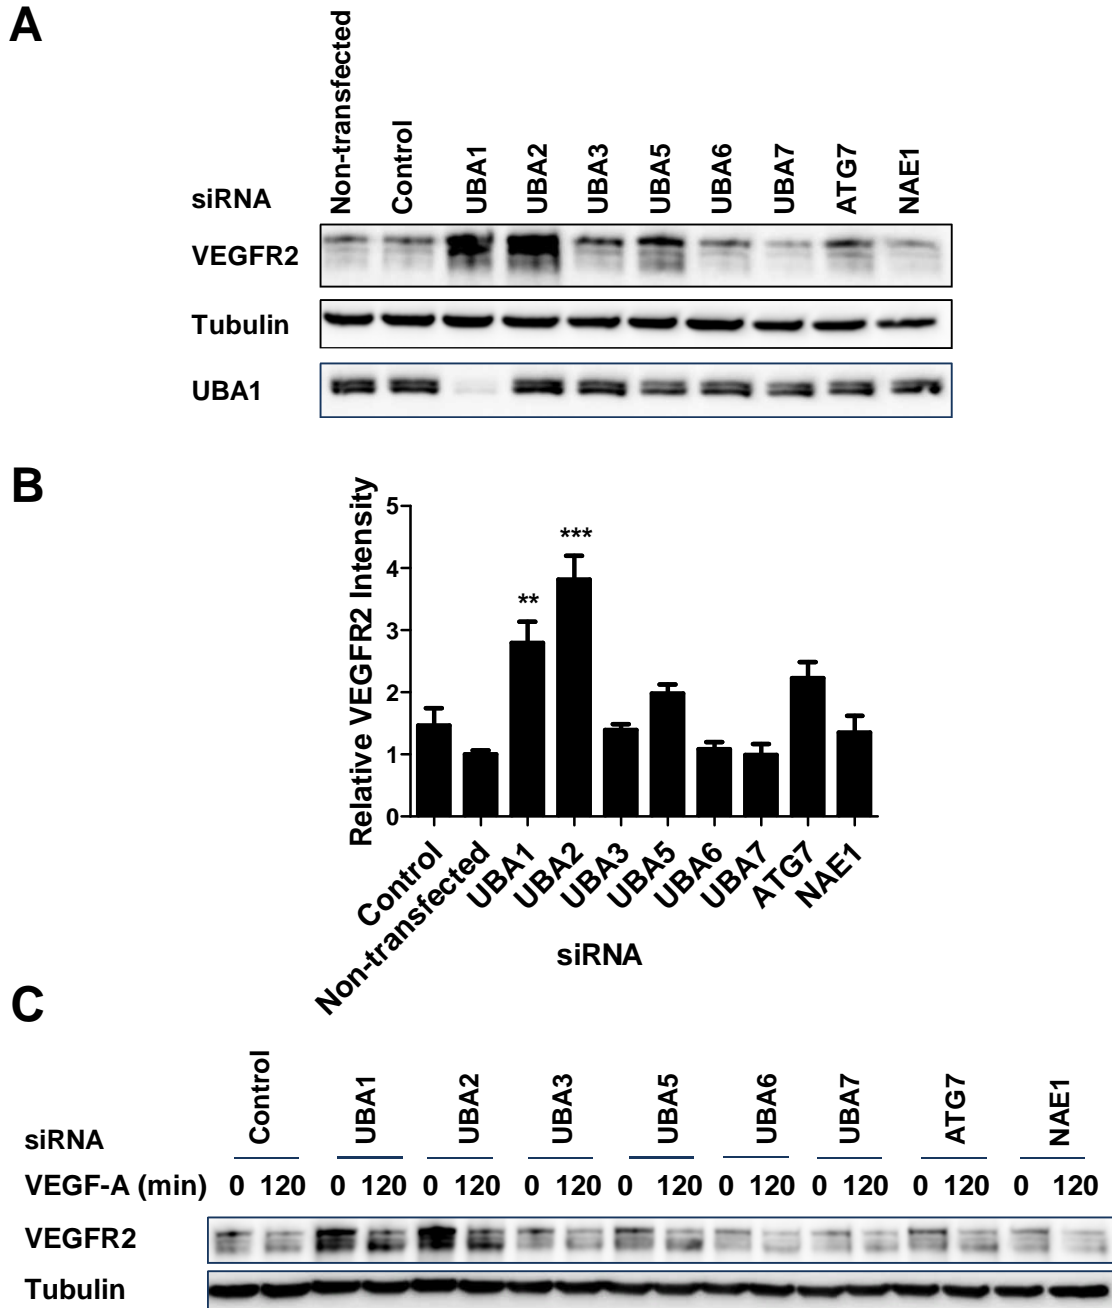 A
Non-transfected
Control
UBA1
UBA2
UBA3
UBA5
UBA6
UBA7
ATG7
NAE1
siRNA
VEGFR2
Tubulin
UBA1
B
Relative VEGFR2 Intensity
5
4
3
2
1
0
**
***
Control
Non-transfected
UBA1
UBA2
UBA3
UBA5
UBA6
UBA7
ATG7
NAE1
siRNA
C
Control
UBA1
UBA2
UBA3
UBA5
UBA6
UBA7
ATG7
NAE1
siRNA
VEGF-A (min) 0 120 0 120 0 120 0 120 0 120 0 120 0 120 0 120 0 120
VEGFR2
Tubulin